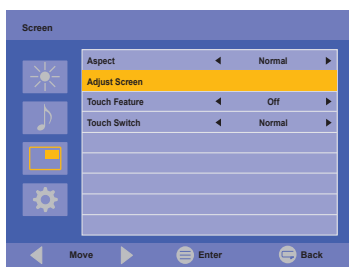 Screen
Aspect Normal
Adjust Screen
Touch Feature Off
Touch Switch Normal
Move Enter Back